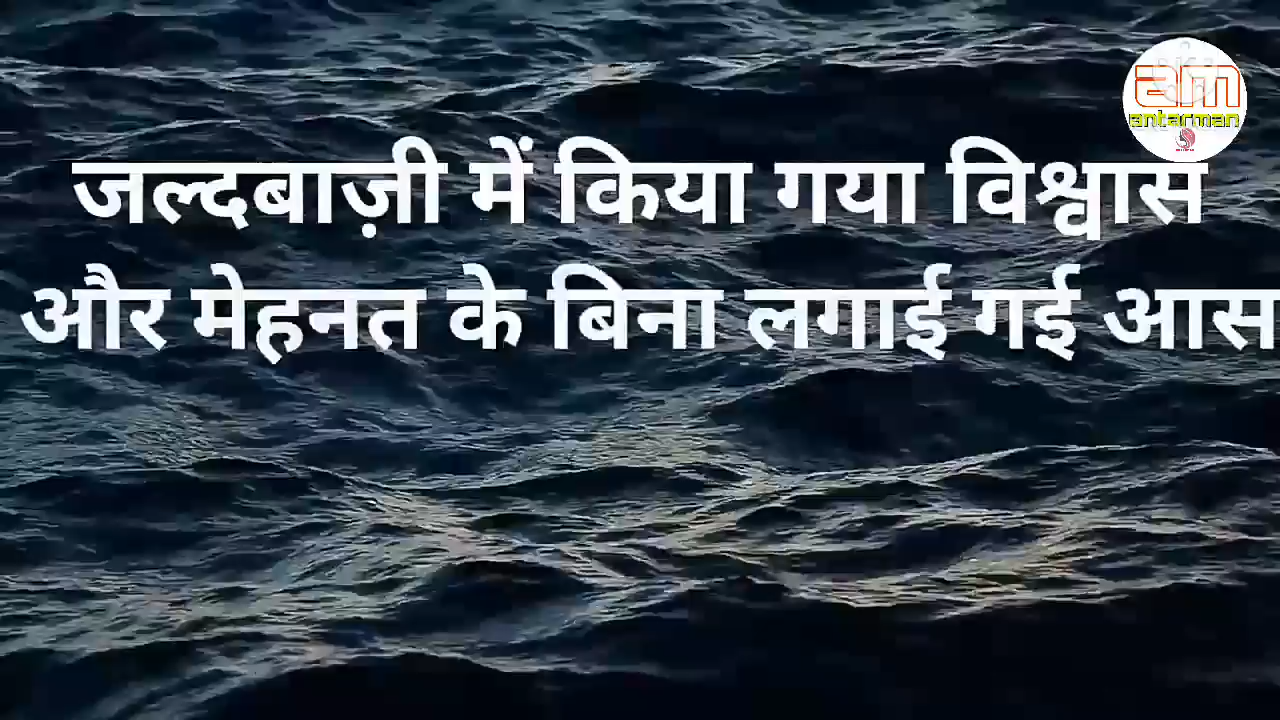 am
antarman
जल्दबाज़ी में किया गया विश्वास
और मेहनत के बिना लगाई गई आस